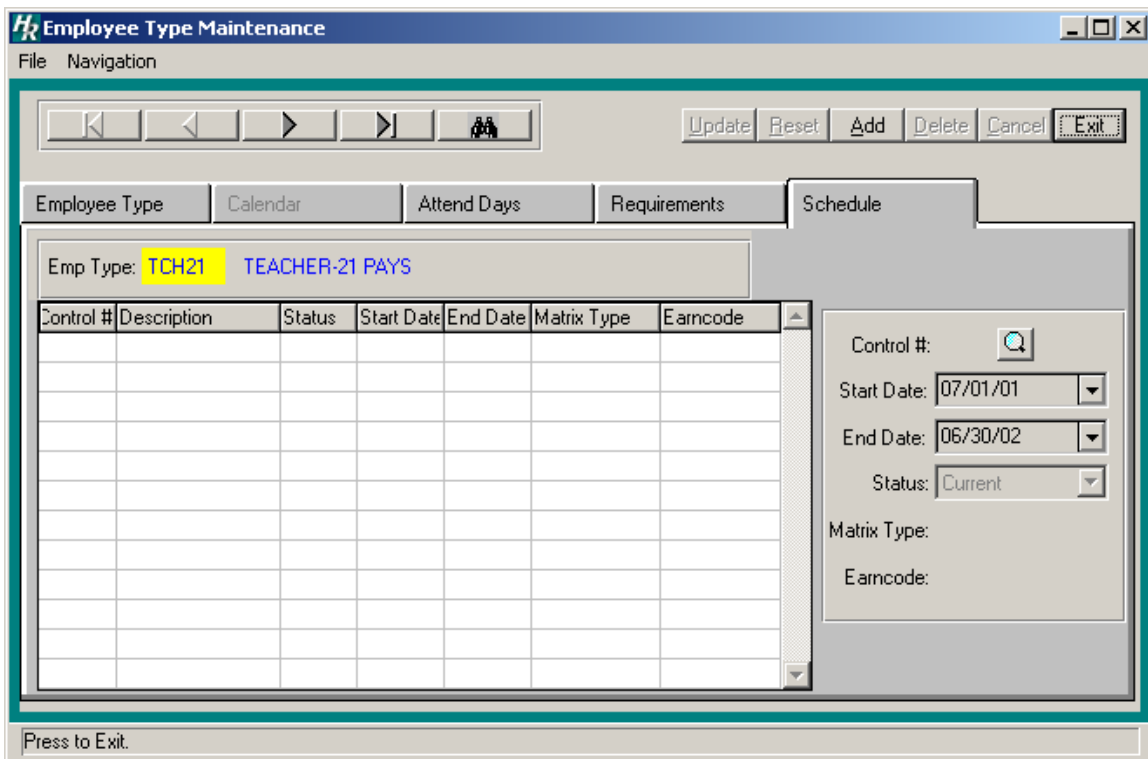 HR Employee Type Maintenance
File Navigation
Update Reset Add Delete Cancel Exit
Employee Type Calendar Attend Days Requirements Schedule
Emp Type: TCH21 TEACHER-21 PAYS
Control # Description Status Start Date End Date Matrix Type Earncode
Control #:
Start Date: 07/01/01
End Date: 06/30/02
Status: Current
Matrix Type:
Earncode:
Press to Exit.